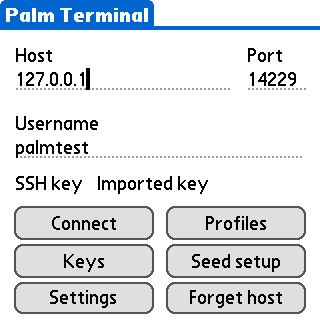 Palm Terminal
Host Port
127.0.0.1 14229
Username
palmtest
SSH key Imported key
Connect Profiles
Keys Seed setup
Settings Forget host